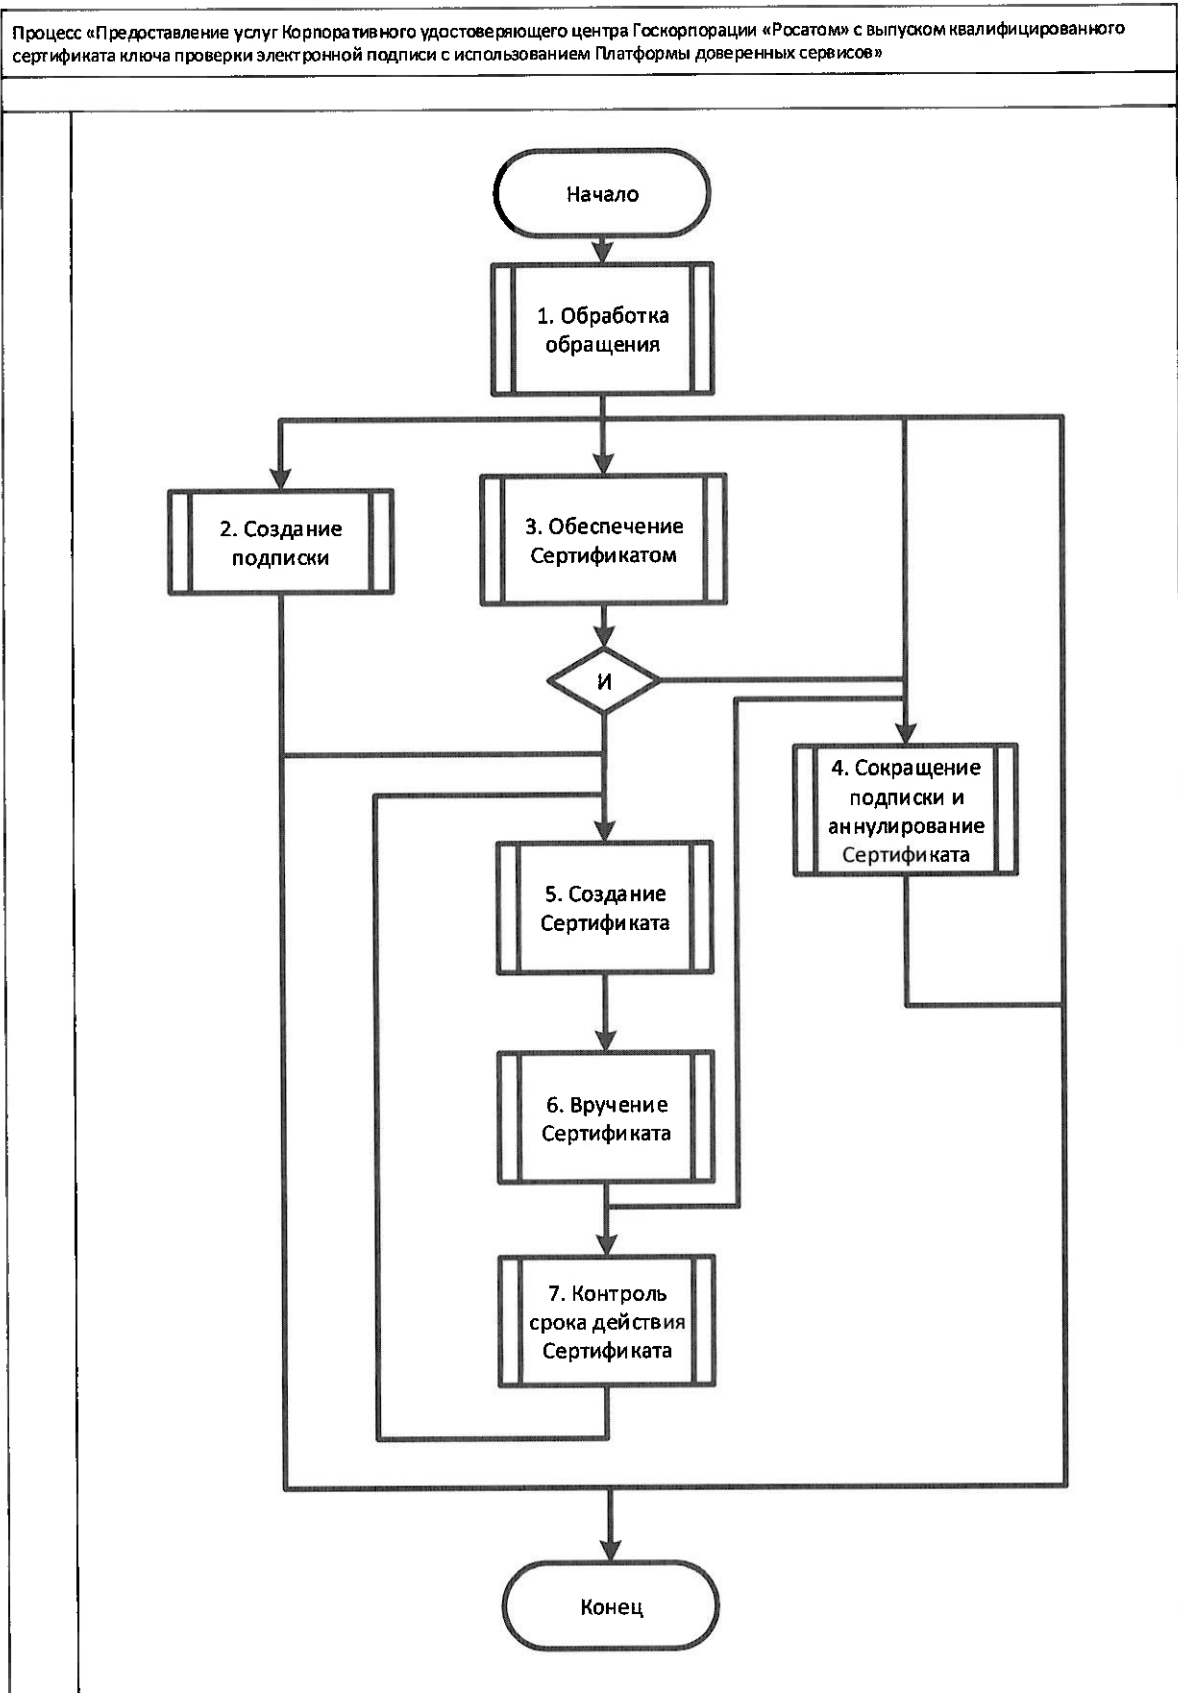 Процесс «Предоставление услуг Корпоративного удостоверяющего центра Госкорпорации «Росатом» с выпуском квалифицированного
сертификата ключа проверки электронной подписи с использованием Платформы доверенных сервисов»
Начало
1. Обработка
обращения
2. Создание
подписки
3. Обеспечение
Сертификатом
И
4. Сокращение
подписки и
аннулирование
Сертификата
5. Создание
Сертификата
6. Вручение
Сертификата
7. Контроль
срока действия
Сертификата
Конец